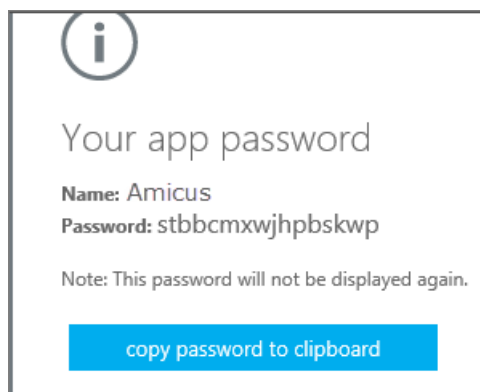 Your app password
Name: Amicus
Password: stbbcmxwjhpbskwp
Note: This password will not be displayed again.
copy password to clipboard